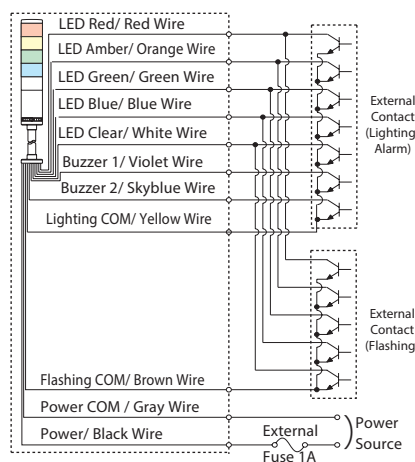 LED Red/ Red Wire
LED Amber/ Orange Wire
LED Green/ Green Wire
LED Blue/ Blue Wire
LED Clear/ White Wire
Buzzer 1/ Violet Wire
Buzzer 2/ Skyblue Wire
Lighting COM/ Yellow Wire
External
Contact
(Lighting
Alarm)
External
Contact
(Flashing
Flashing COM/ Brown Wire
Power COM / Gray Wire
Power/ Black Wire
External
Fuse 1A
Power
Source